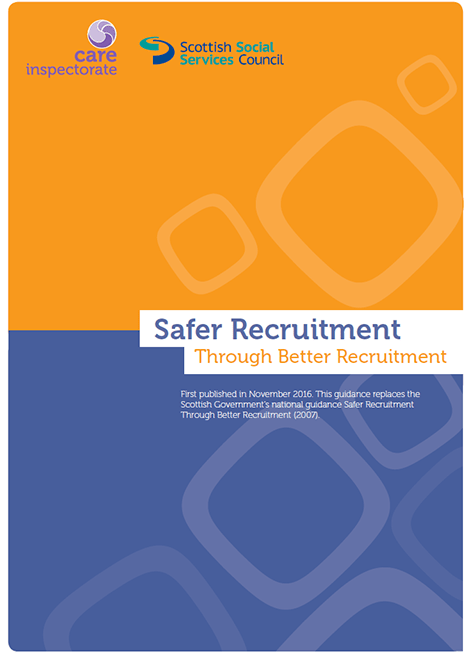 care
inspectorate
Scottish Social
Services Council
Safer Recruitment
Through Better Recruitment
First published in November 2016. This guidance replaces the
Scottish Government's national guidance Safer Recruitment
Through Better Recruitment (2007).